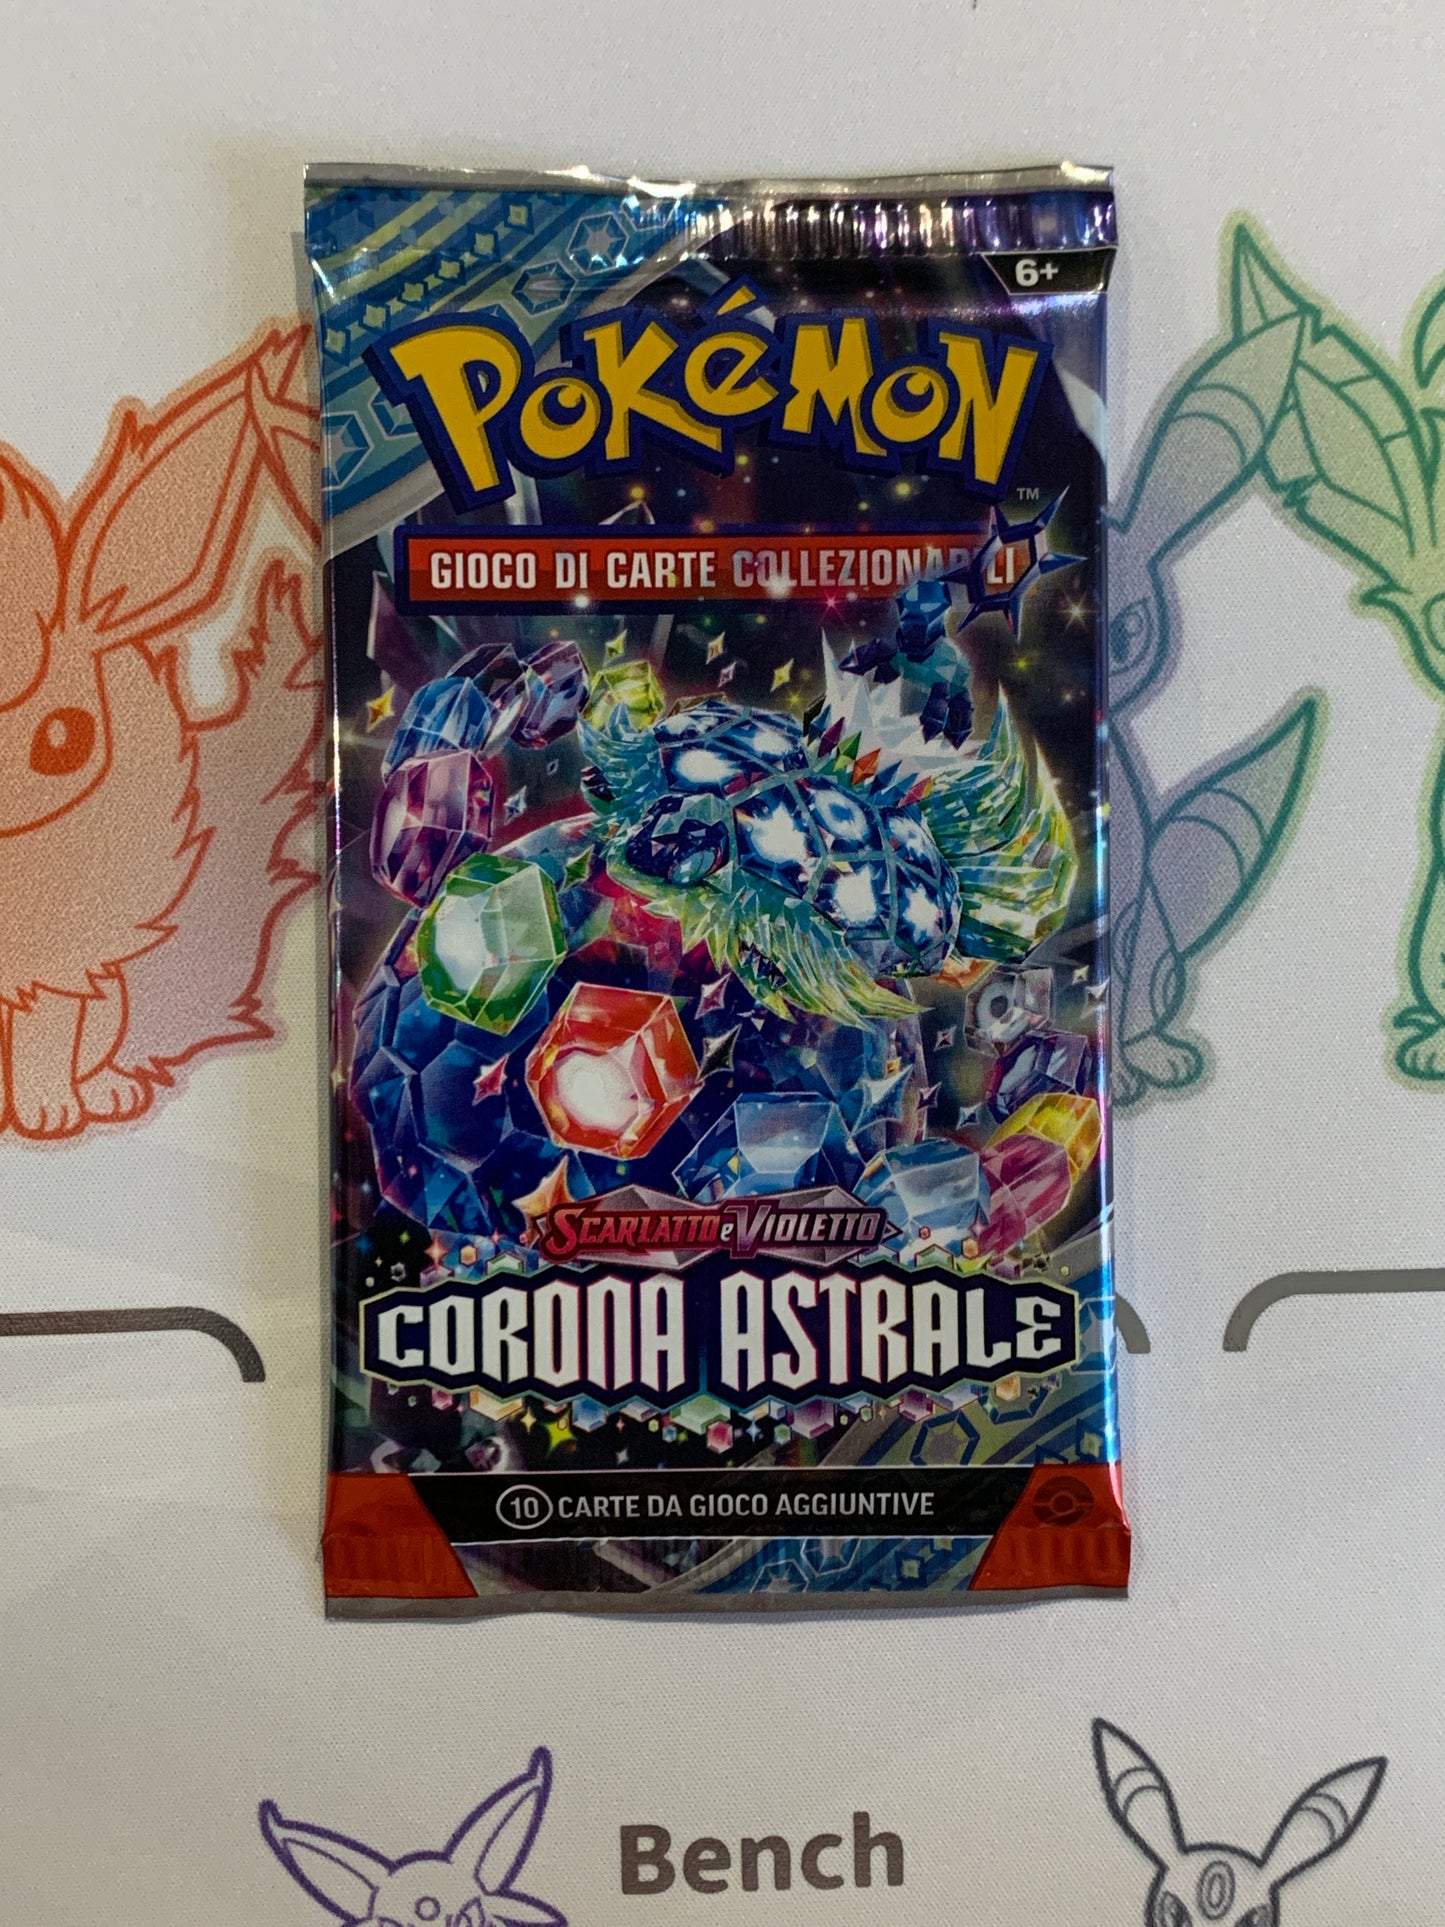 6+
POKéMON
TM
GIOCO DI CARTE COLLEZIONABILI
SCARLATTO e VIOLETTO
CORONA ASTRALE
10 CARTE DA GIOCO AGGIUNTIVE
Bench